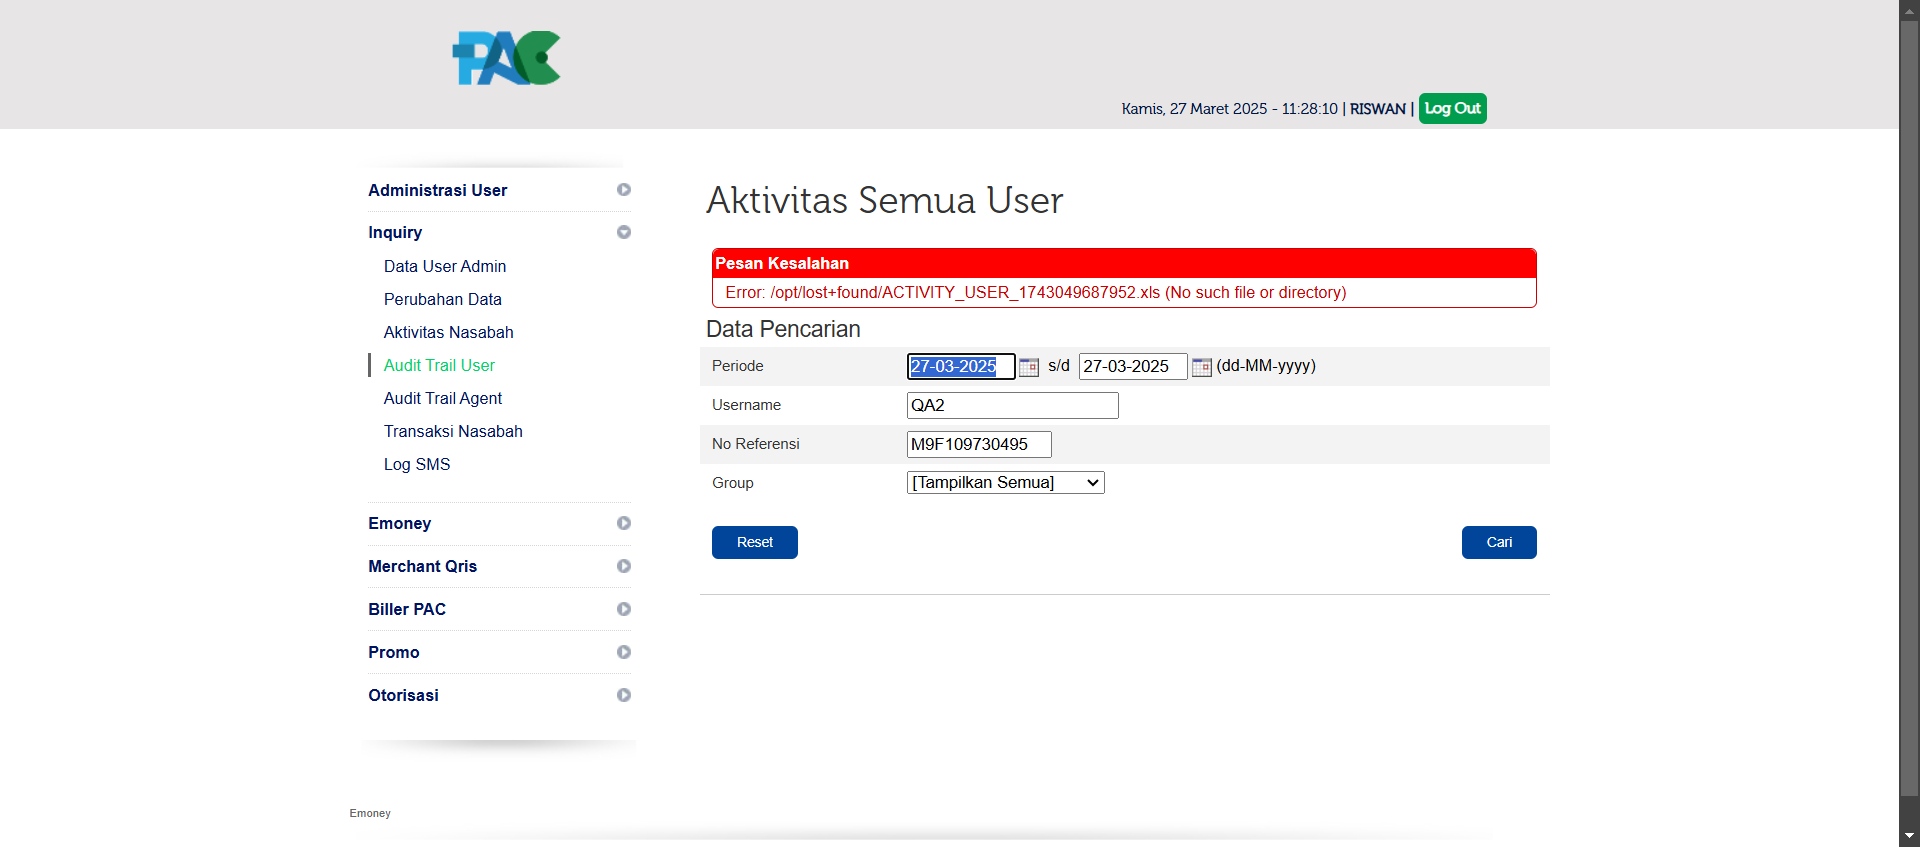 PAC
Kamis, 27 Maret 2025 - 11:28:10 | RISWAN | Log Out
Administrasi User
Inquiry
Data User Admin
Perubahan Data
Aktivitas Nasabah
Audit Trail User
Audit Trail Agent
Transaksi Nasabah
Log SMS
Emoney
Merchant Qris
Biller PAC
Promo
Otorisasi
Aktivitas Semua User
Pesan Kesalahan
Error: /opt/lost+found/ACTIVITY_USER_1743049687952.xls (No such file or directory)
Data Pencarian
Periode 27-03-2025 s/d 27-03-2025 (dd-MM-yyyy)
Username QA2
No Referensi M9F109730495
Group [Tampilkan Semua]
Reset Cari
Emoney